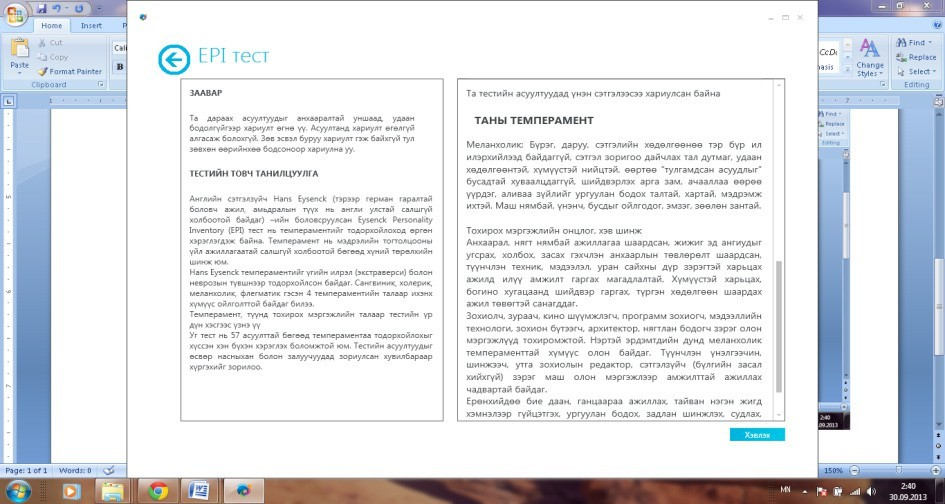 Home
Insert
P
Cut
Copy
Paste
Format Painter
Clipboard
Cali
B
EPI тест
ЗААВАР
Та дараах асуултуудыг анхааралтай уншаад, удаан
бодолгүйгээр хариулт өгнө үү. Асуултанд хариулт өгөлгүй
алгасаж болохгүй. Зөв эсвэл буруу хариулт гэж байхгүй тул
зөвхөн өөрийнхөө бодсоноор хариулна уу.
ТЕСТИЙН ТОВЧ ТАНИЛЦУУЛГА
Английн сэтгэлзүйч Hans Eysenck (тэрээр герман гаралтай
боловч ажил, амьдралын түүх нь англи улстай салшгүй
холбоотой байдаг) –ийн боловсруулсан Eysenck Personality
Inventory (EPI) тест нь темпераментийг тодорхойлоход өргөн
хэрэглэгдэж байна. Темперамент нь мэдрэлийн тогтолцооны
үйл ажиллагаатай салшгүй холбоотой бөгөөд хүний төрөлхийн
шинж юм.
Hans Eysenck темпераментийг үгийн илрэл (экстраверси) болон
неврозын түвшнээр тодорхойлсон байдаг. Сангвиник, холерик,
меланхолик, флегматик гэсэн 4 темпераментийн талаар ихэнх
хүмүүс ойлголттой байдаг билээ.
Темперамент, түүнд тохирох мэргэжлийн талаар тестийн үр
дүн хэсгээс үзнэ үү
Уг тест нь 57 асуулттай бөгөөд темпераментаа тодорхойлохыг
хүссэн хэн бүхэн хэрэглэх боломжтой юм. Тестийн асуултуудыг
өсвөр насныхан болон залуучуудад зориулсан хувилбараар
хүргэхийг зорилоо.
Та тестийн асуултуудад үнэн сэтгэлээсээ хариулсан байна
ТАНЫ ТЕМПЕРАМЕНТ
Меланхолик: Бүрэг, даруу, сэтгэлийн хөдөлгөөнөө тэр бүр ил
илэрхийлээд байдаггүй, сэтгэл зоригоо дайчлах тал дутмаг, удаан
хөдөлгөөнтэй, хүмүүстэй нийцтэй, өөртөө "тулгамдсан асуудлыг"
бусадтай хуваалцдаггүй, шийдвэрлэх арга зам, ачааллаа өөрөө
үүрдэг, аливаа зүйлийг ургуулан бодох талтай, хартай, мэдрэмж
ихтэй. Маш нямбай, үнэнч, бусдыг ойлгодог, эмзэг, зөөлөн зантай.
Тохирох мэргэжлийн онцлог, хэв шинж
Анхаарал, нягт нямбай ажиллагаа шаардсан, жижиг эд ангиудыг
угсрах, холбох, засах гэхчлэн анхаарлын төвлөрөлт шаардсан,
түүнчлэн техник, мэдээлэл, уран сайхны дүр зэрэгтэй харьцах
ажилд илүү амжилт гаргах магадлалтай. Хүмүүстэй харьцах,
богино хугацаанд шийдвэр гаргах, түргэн хөдөлгөөн шаардах
ажил төвөгтэй санагддаг.
Зохиолч, зураач, кино шүүмжлэгч, программ зохиогч, мэдээллийн
технологи, зохион бүтээгч, архитектор, нягтлан бодогч зэрэг олон
мэргэжлүүд тохиромжтой. Нэртэй эрдэмтдийн дунд меланхолик
темпераменттай хүмүүс олон байдаг. Түүнчлэн үнэлгээчин,
шинжээч, утга зохиолын редактор, сэтгэлзүйч (бүлгийн засал
хийхгүй) зэрэг маш олон мэргэжлээр амжилттай ажиллах
чадвартай байдаг.
Ерөнхийдөө бие даан, ганцаараа ажиллах, тайван нэгэн жигд
хэмнэлээр гүйцэтгэх, ургуулан бодох, задлан шинжлэх, судлах,
Хэвлэх
Change
Styles
Find
Replace
Select
Editing
Find
Replace
Select
Editing
2:40
.09.2013
Page: 1 of 1
Words: 0
150%
MN
2:40
30.09.2013